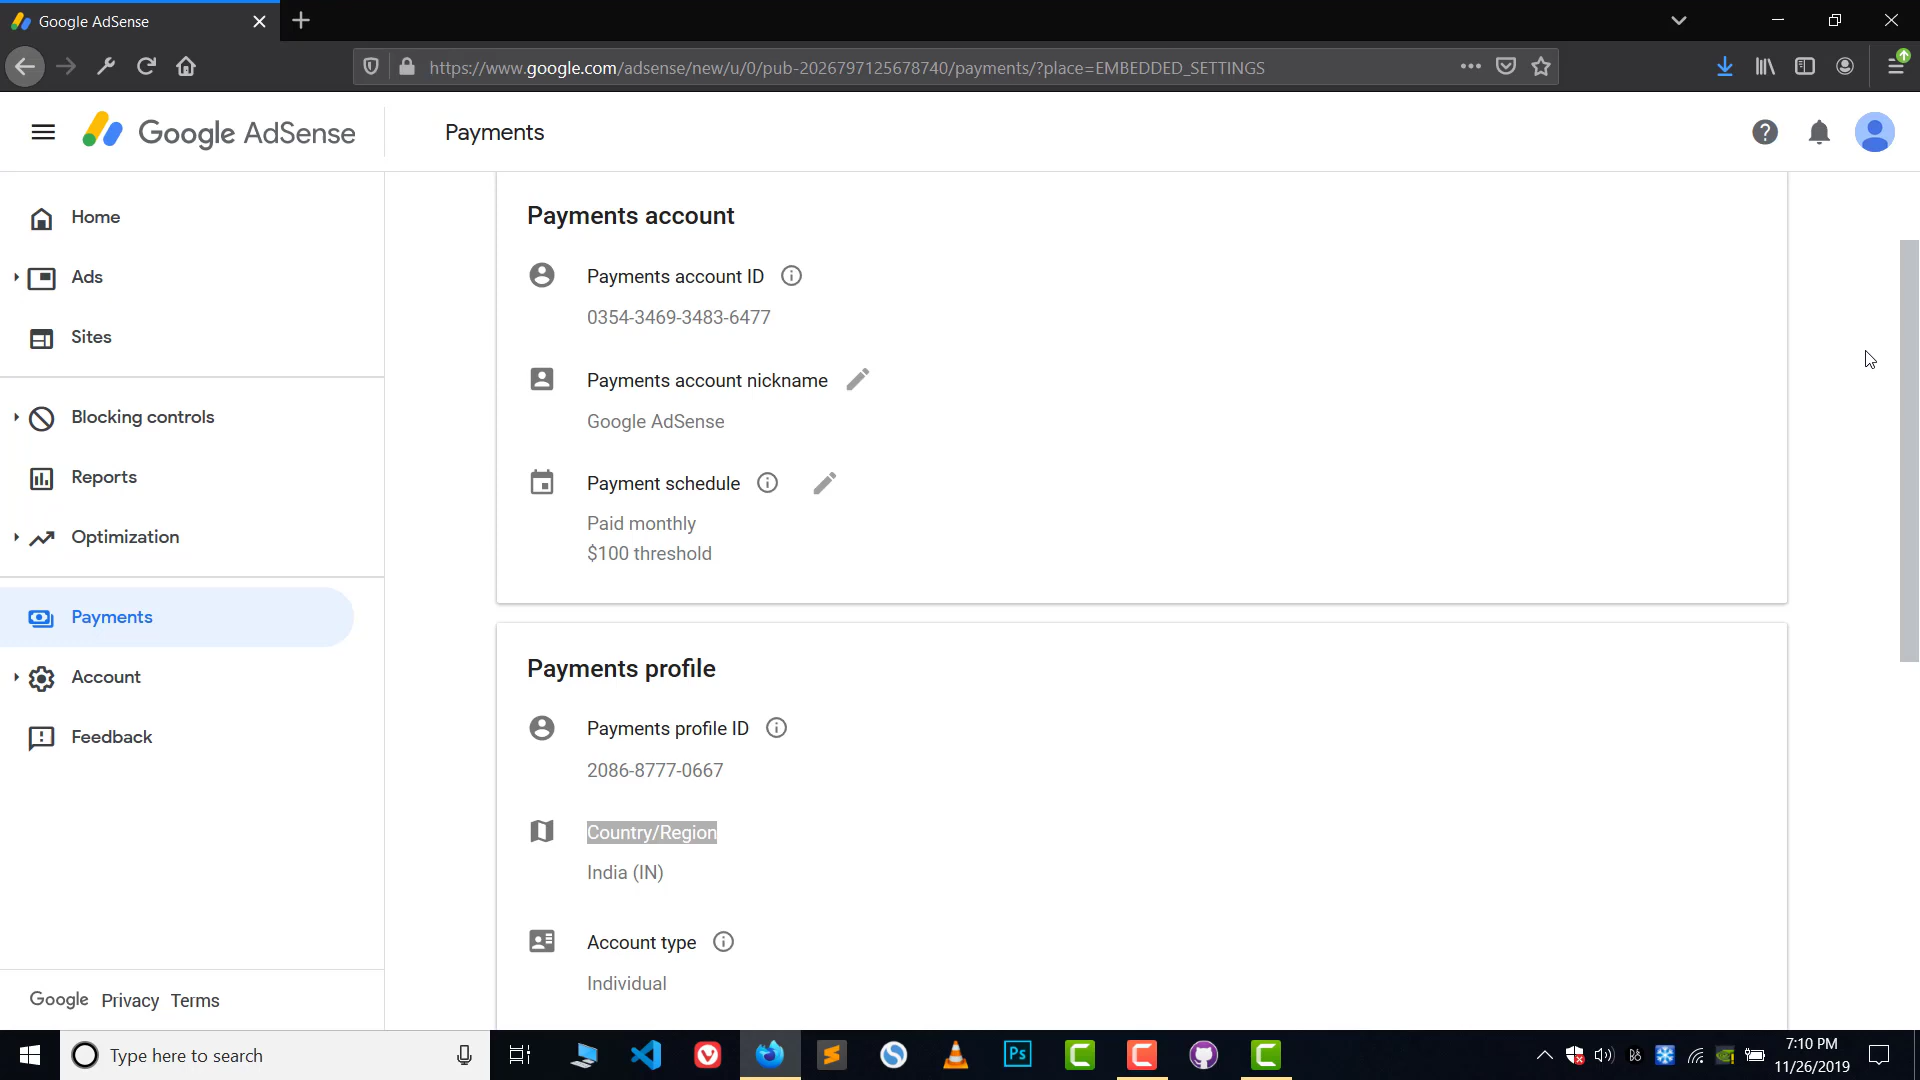 Google AdSense
https://www.google.com/adsense/new/u/0/pub-2026797125678740/payments/?place=EMBEDDED_SETTINGS
Google AdSense
Payments
Home
Ads
Sites
Blocking controls
Reports
Optimization
Payments
Account
Feedback
Google Privacy Terms
Payments account
Payments account ID
0354-3469-3483-6477
Payments account nickname
Google AdSense
Payment schedule
Paid monthly
$100 threshold
Payments profile
Payments profile ID
2086-8777-0667
Country/Region
India (IN)
Account type
Individual
Type here to search
Ps
7:10 PM
11/26/2019